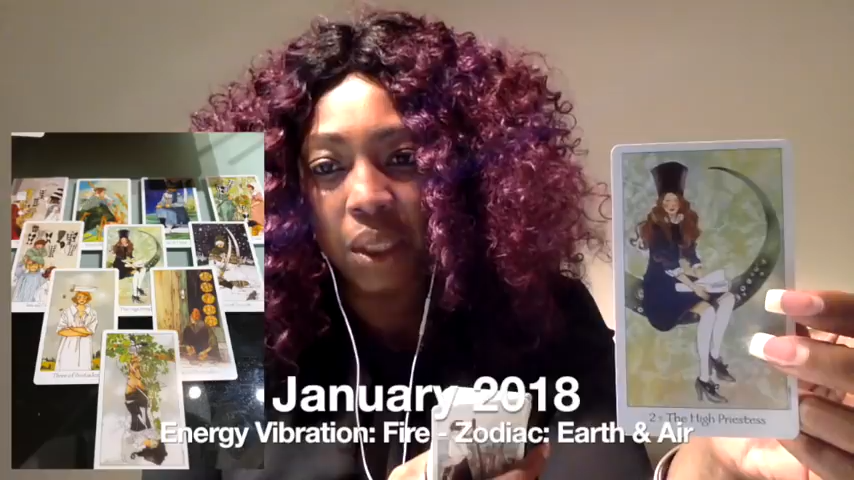 January 2018
Energy Vibration: Fire - Zodiac: Earth & Air
2 - The High Priestess